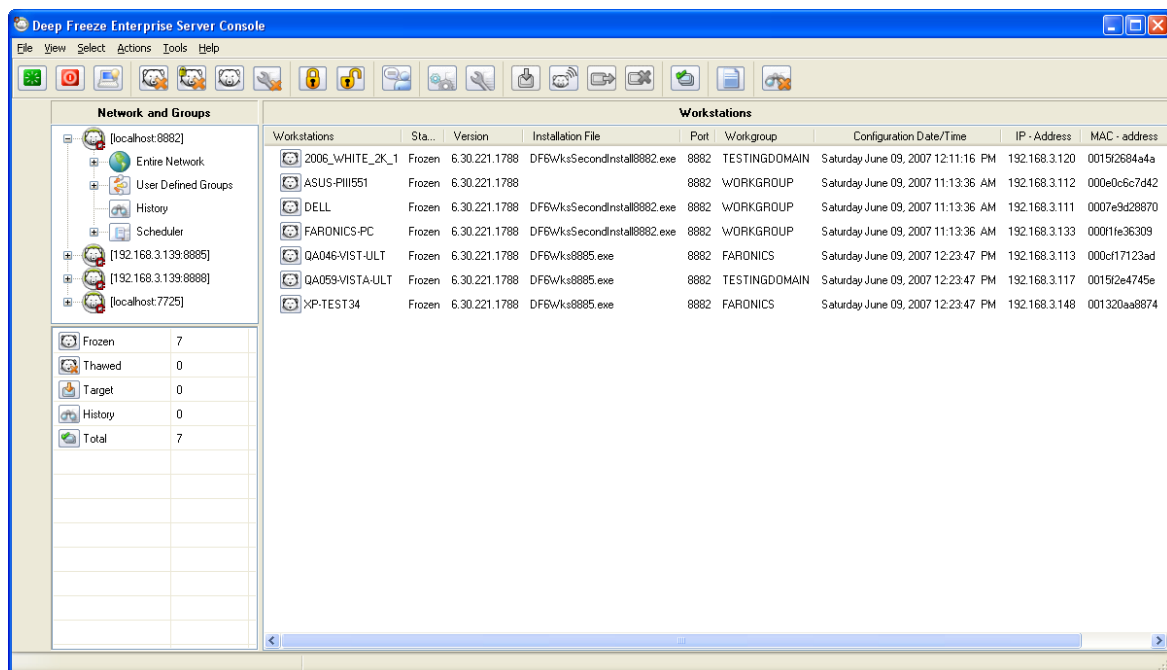 Deep Freeze Enterprise Server Console
File View Select Actions Tools Help
Network and Groups
[localhost:8882]
Entire Network
User Defined Groups
History
Scheduler
[192.168.3.139:8885]
[192.168.3.139:8888]
[localhost:7725]
Frozen 7
Thawed 0
Target 0
History 0
Total 7
Workstations
Workstations Sta... Version Installation File Port Workgroup Configuration Date/Time IP - Address MAC - address
2006_WHITE_2K_1 Frozen 6.30.221.1788 DF6WksSecondInstall8882.exe 8882 TESTINGDOMAIN Saturday June 09, 2007 12:11:16 PM 192.168.3.120 0015f2684a4a
ASUS-PIII551 Frozen 6.30.221.1788 8882 WORKGROUP Saturday June 09, 2007 11:13:36 AM 192.168.3.112 000e0c6c7d42
DELL Frozen 6.30.221.1788 DF6WksSecondInstall8882.exe 8882 WORKGROUP Saturday June 09, 2007 11:13:36 AM 192.168.3.111 0007e9d28870
FARONICS-PC Frozen 6.30.221.1788 DF6WksSecondInstall8882.exe 8882 WORKGROUP Saturday June 09, 2007 11:13:36 AM 192.168.3.133 000f1fe36309
QA046-VIST-ULT Frozen 6.30.221.1788 DF6Wks8885.exe 8882 FARONICS Saturday June 09, 2007 12:23:47 PM 192.168.3.113 000cf17123ad
QA059-VISTA-ULT Frozen 6.30.221.1788 DF6Wks8885.exe 8882 TESTINGDOMAIN Saturday June 09, 2007 12:23:47 PM 192.168.3.117 0015f2e4745e
XP-TEST34 Frozen 6.30.221.1788 DF6Wks8885.exe 8882 FARONICS Saturday June 09, 2007 12:23:47 PM 192.168.3.148 001320aa8874